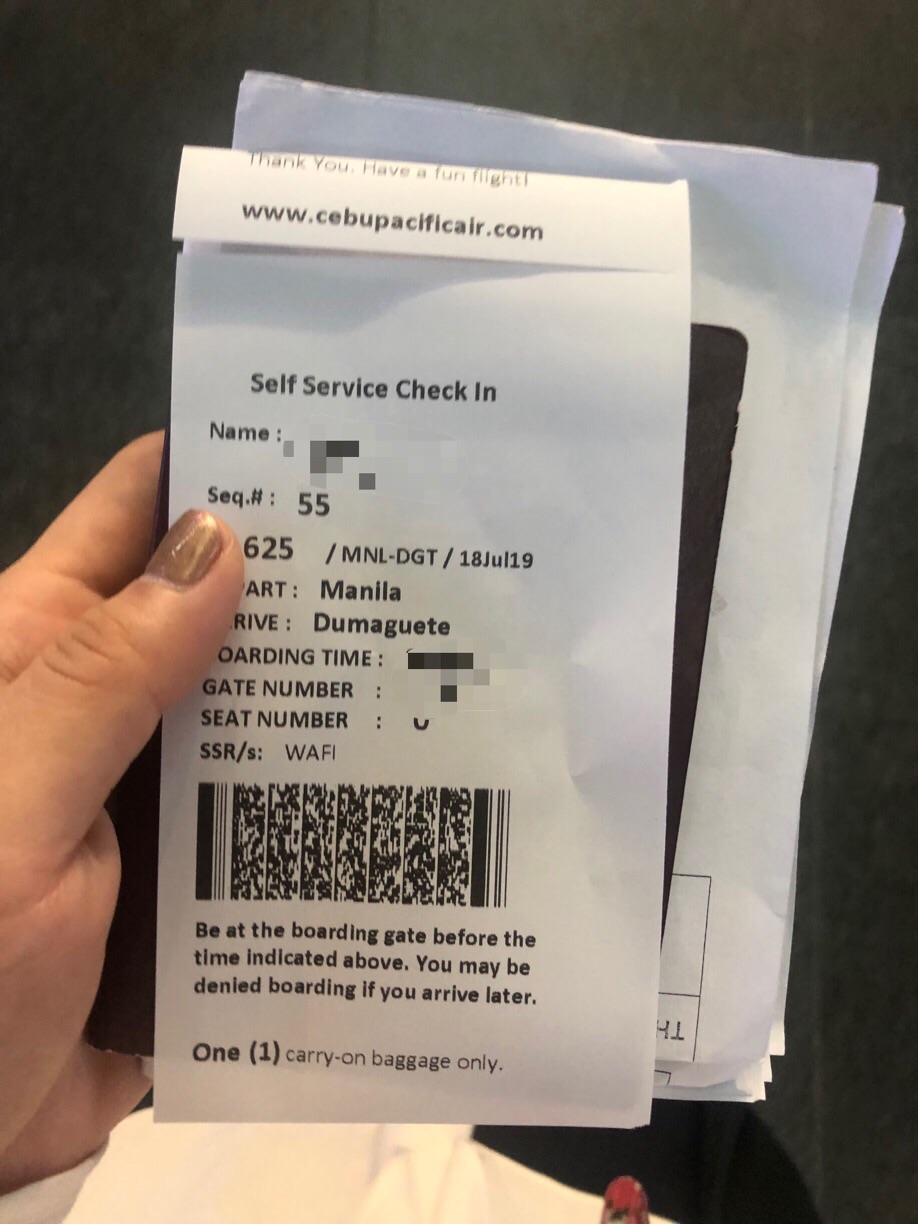 Thank You. Have a fun flight!
www.cebupacificair.com
Self Service Check In
Name :
Seq.# : 55
625 / MNL-DGT / 18Jul19
ART : Manila
RIVE : Dumaguete
OARDING TIME :
GATE NUMBER :
SEAT NUMBER :
SSR/s: WAFI
Be at the boarding gate before the
time indicated above. You may be
denied boarding if you arrive later.
One (1) carry-on baggage only.
TH